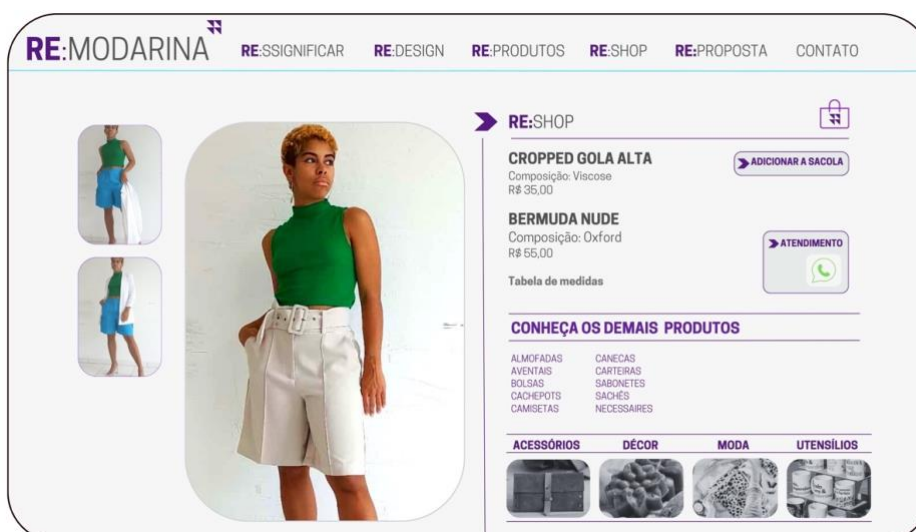 RE:MODARINA
RE:SSIGNIFICAR RE:DESIGN RE:PRODUTOS RE:SHOP RE:PROPOSTA CONTATO
RE:SHOP
CROPPED GOLA ALTA
Composição: Viscose
R$ 35,00
ADICIONAR A SACOLA
BERMUDA NUDE
Composição: Oxford
R$ 55,00
ATENDIMENTO
Tabela de medidas
CONHEÇA OS DEMAIS PRODUTOS
ALMOFADAS
AVENTAIS
BOLSAS
CACHEPOTS
CAMISETAS
CANECAS
CARTEIRAS
SABONETES
SACHÊS
NECESSAIRES
ACESSÓRIOS DÉCOR MODA UTENSÍLIOS